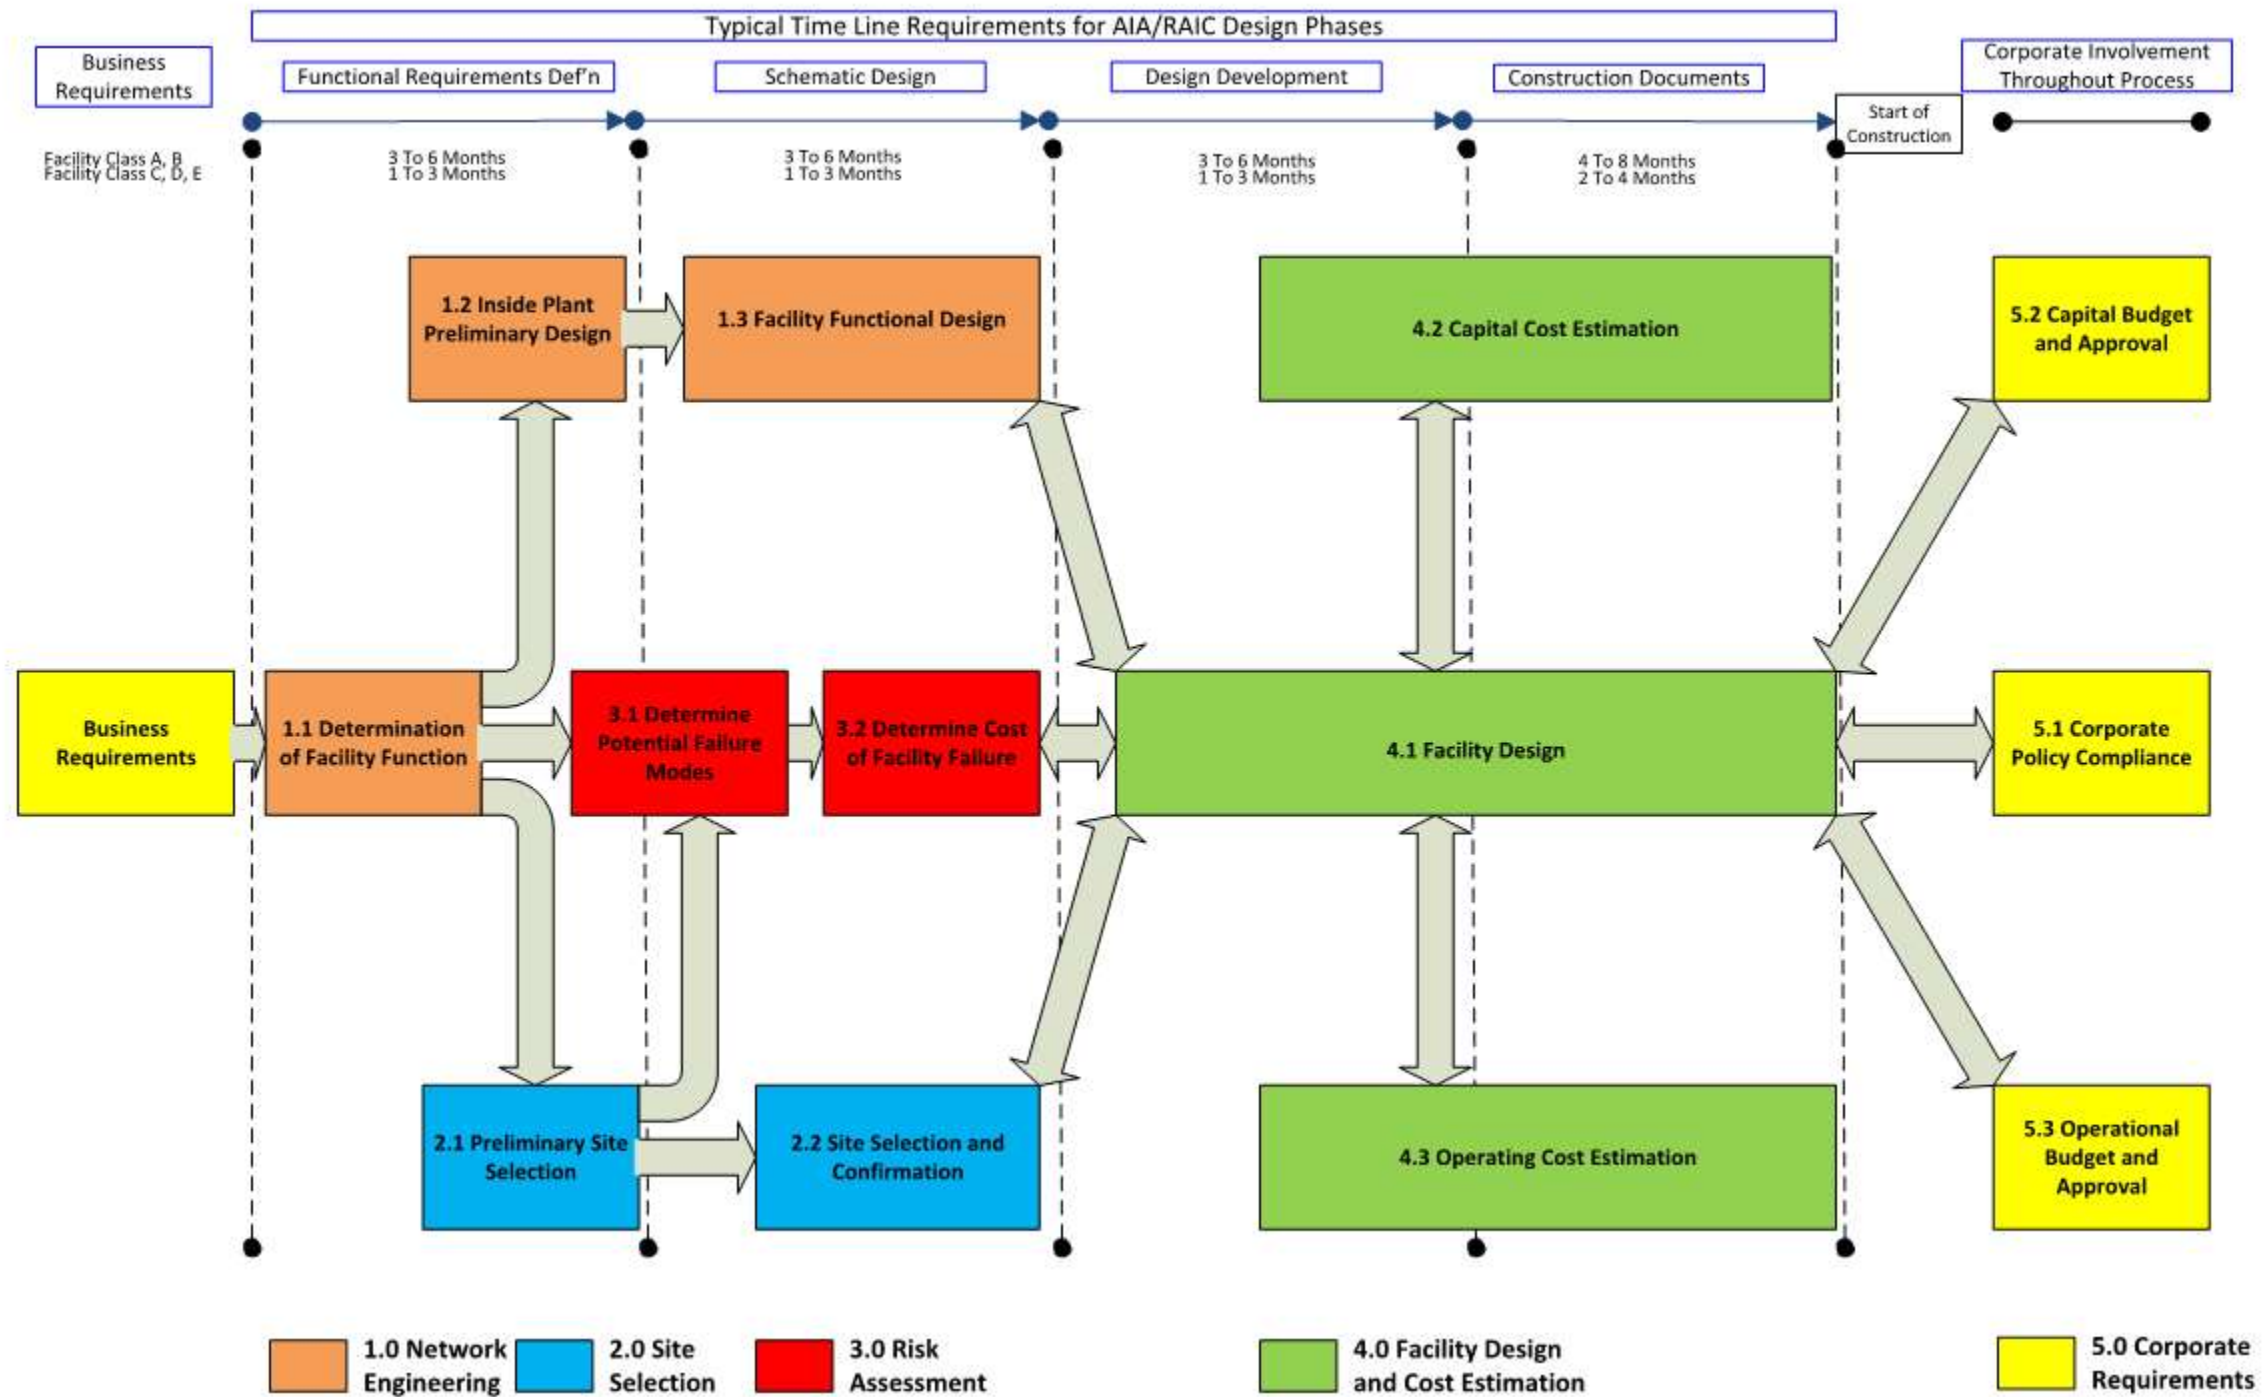 Typical Time Line Requirements for AIA/RAIC Design Phases
Business
Requirements
Functional Requirements Def'n
Schematic Design
Design Development
Construction Documents
Corporate Involvement
Throughout Process
Start of
Construction
Facility Class A, B
Facility Class C, D, E
3 To 6 Months
1 To 3 Months
3 To 6 Months
1 To 3 Months
3 To 6 Months
1 To 3 Months
4 To 8 Months
2 To 4 Months
1.2 Inside Plant
Preliminary Design
1.3 Facility Functional Design
4.2 Capital Cost Estimation
5.2 Capital Budget
and Approval
Business
Requirements
1.1 Determination
of Facility Function
3.1 Determine
Potential Failure
Modes
3.2 Determine Cost
of Facility Failure
4.1 Facility Design
5.1 Corporate
Policy Compliance
2.1 Preliminary Site
Selection
2.2 Site Selection and
Confirmation
4.3 Operating Cost Estimation
5.3 Operational
Budget and
Approval
1.0 Network
Engineering
2.0 Site
Selection
3.0 Risk
Assessment
4.0 Facility Design
and Cost Estimation
5.0 Corporate
Requirements